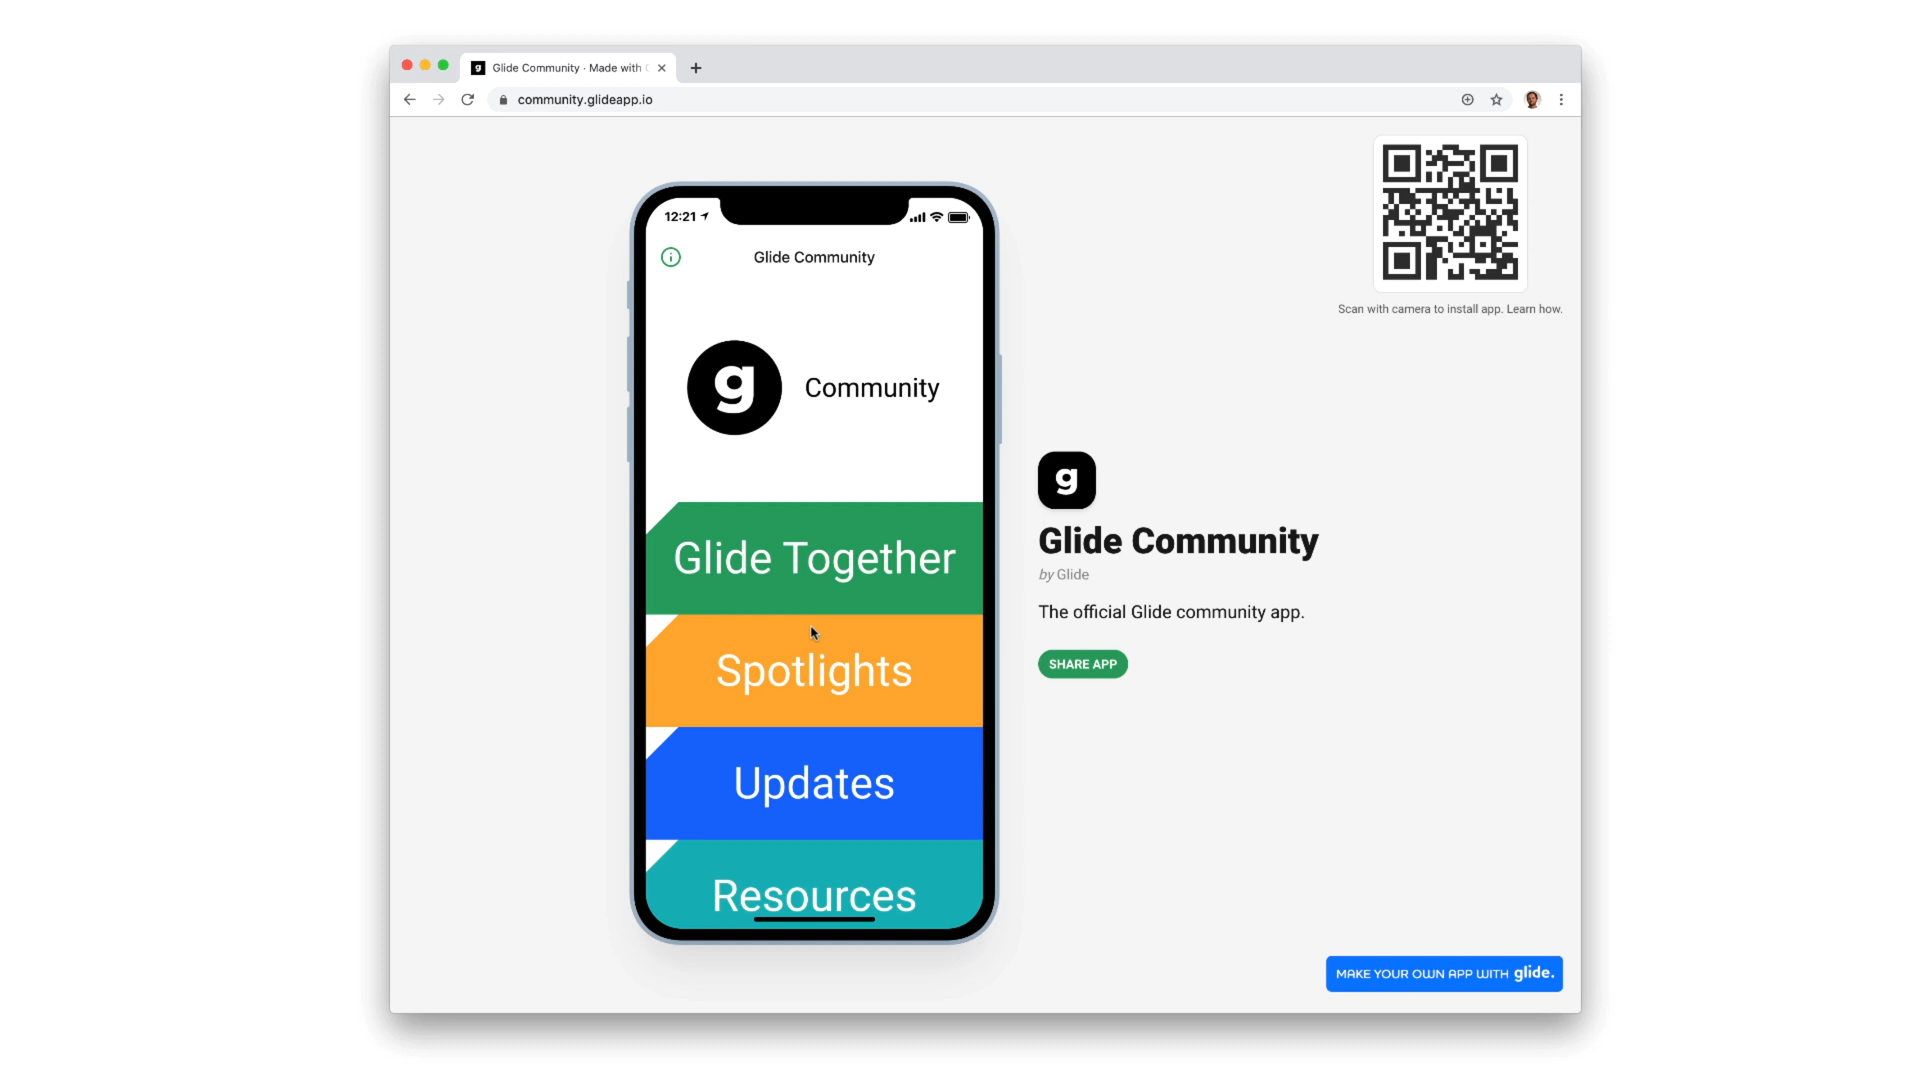 Glide Community · Made with
community.glideapp.io
Scan with camera to install app. Learn how.
12:21
Glide Community
g Community
Glide Together
Spotlights
Updates
Resources
g
Glide Community
by Glide
The official Glide community app.
SHARE APP
MAKE YOUR OWN APP WITH glide.